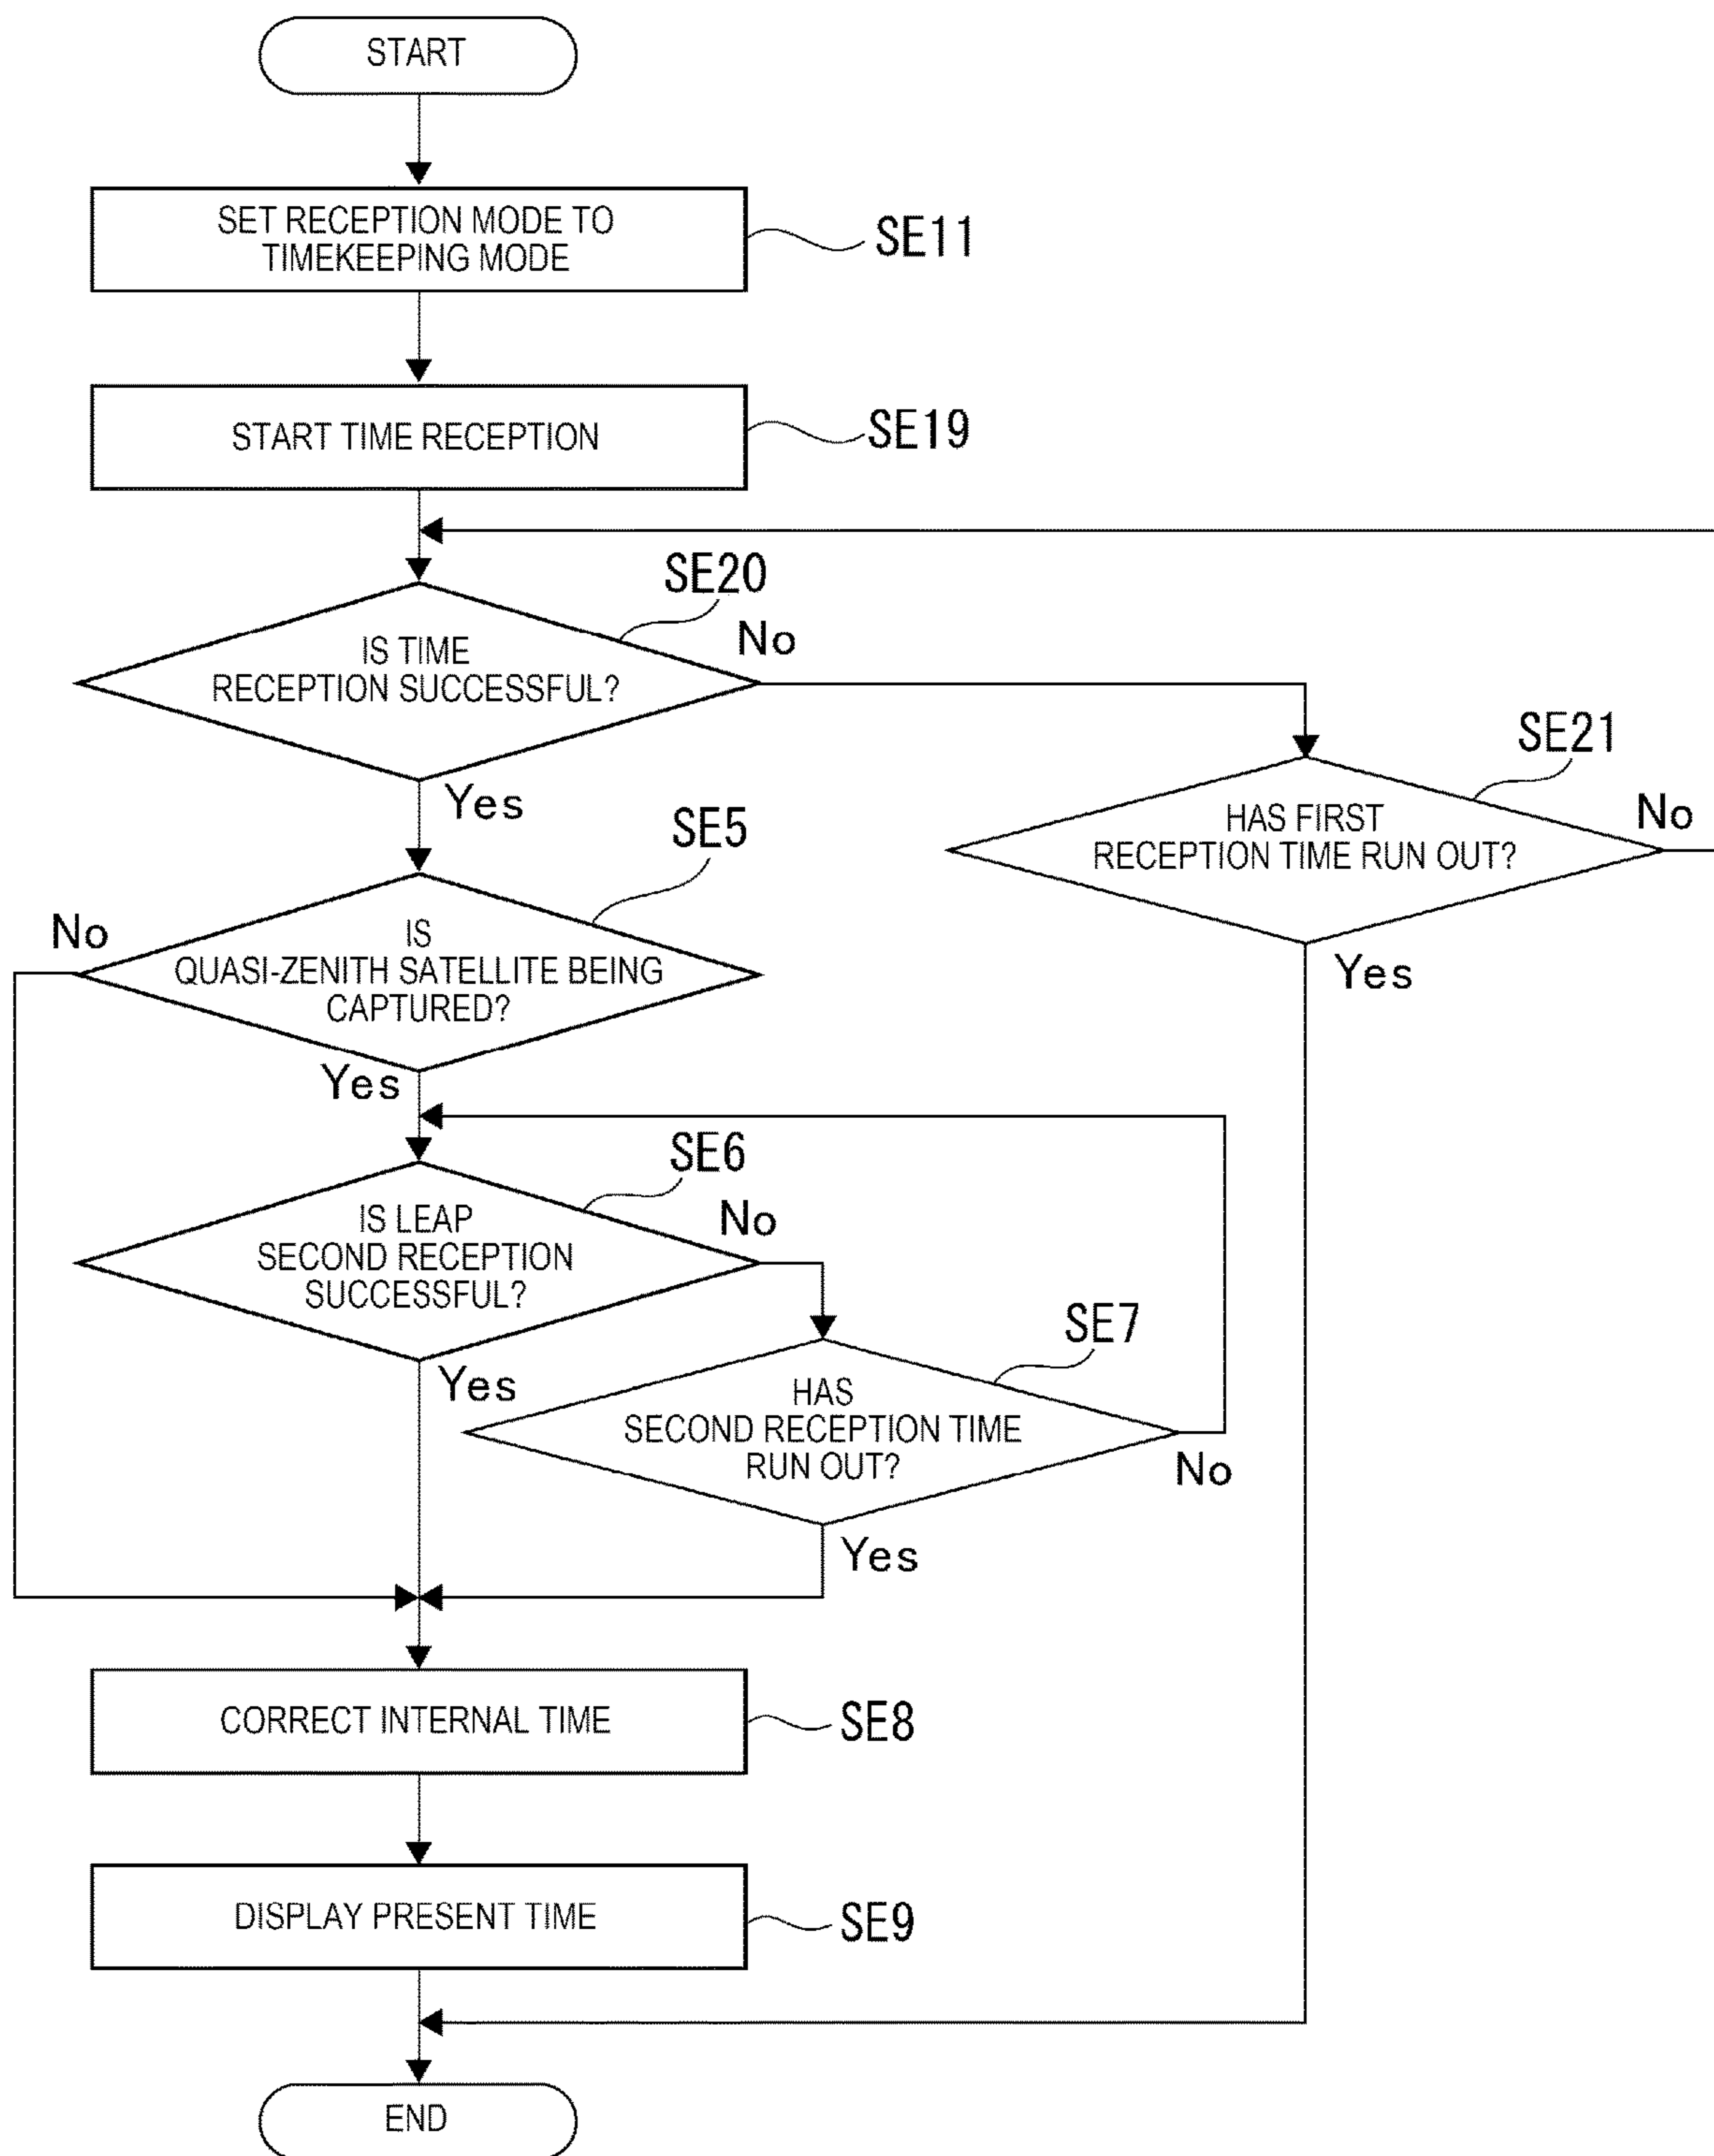 START
SET RECEPTION MODE TO
TIMEKEEPING MODE
SE11
START TIME RECEPTION
SE19
SE20
IS TIME
RECEPTION SUCCESSFUL?
No
Yes
SE21
HAS FIRST
RECEPTION TIME RUN OUT?
No
Yes
SE5
IS
QUASI-ZENITH SATELLITE BEING
CAPTURED?
No
Yes
SE6
IS LEAP
SECOND RECEPTION
SUCCESSFUL?
No
Yes
SE7
HAS
SECOND RECEPTION TIME
RUN OUT?
No
Yes
CORRECT INTERNAL TIME
SE8
DISPLAY PRESENT TIME
SE9
END